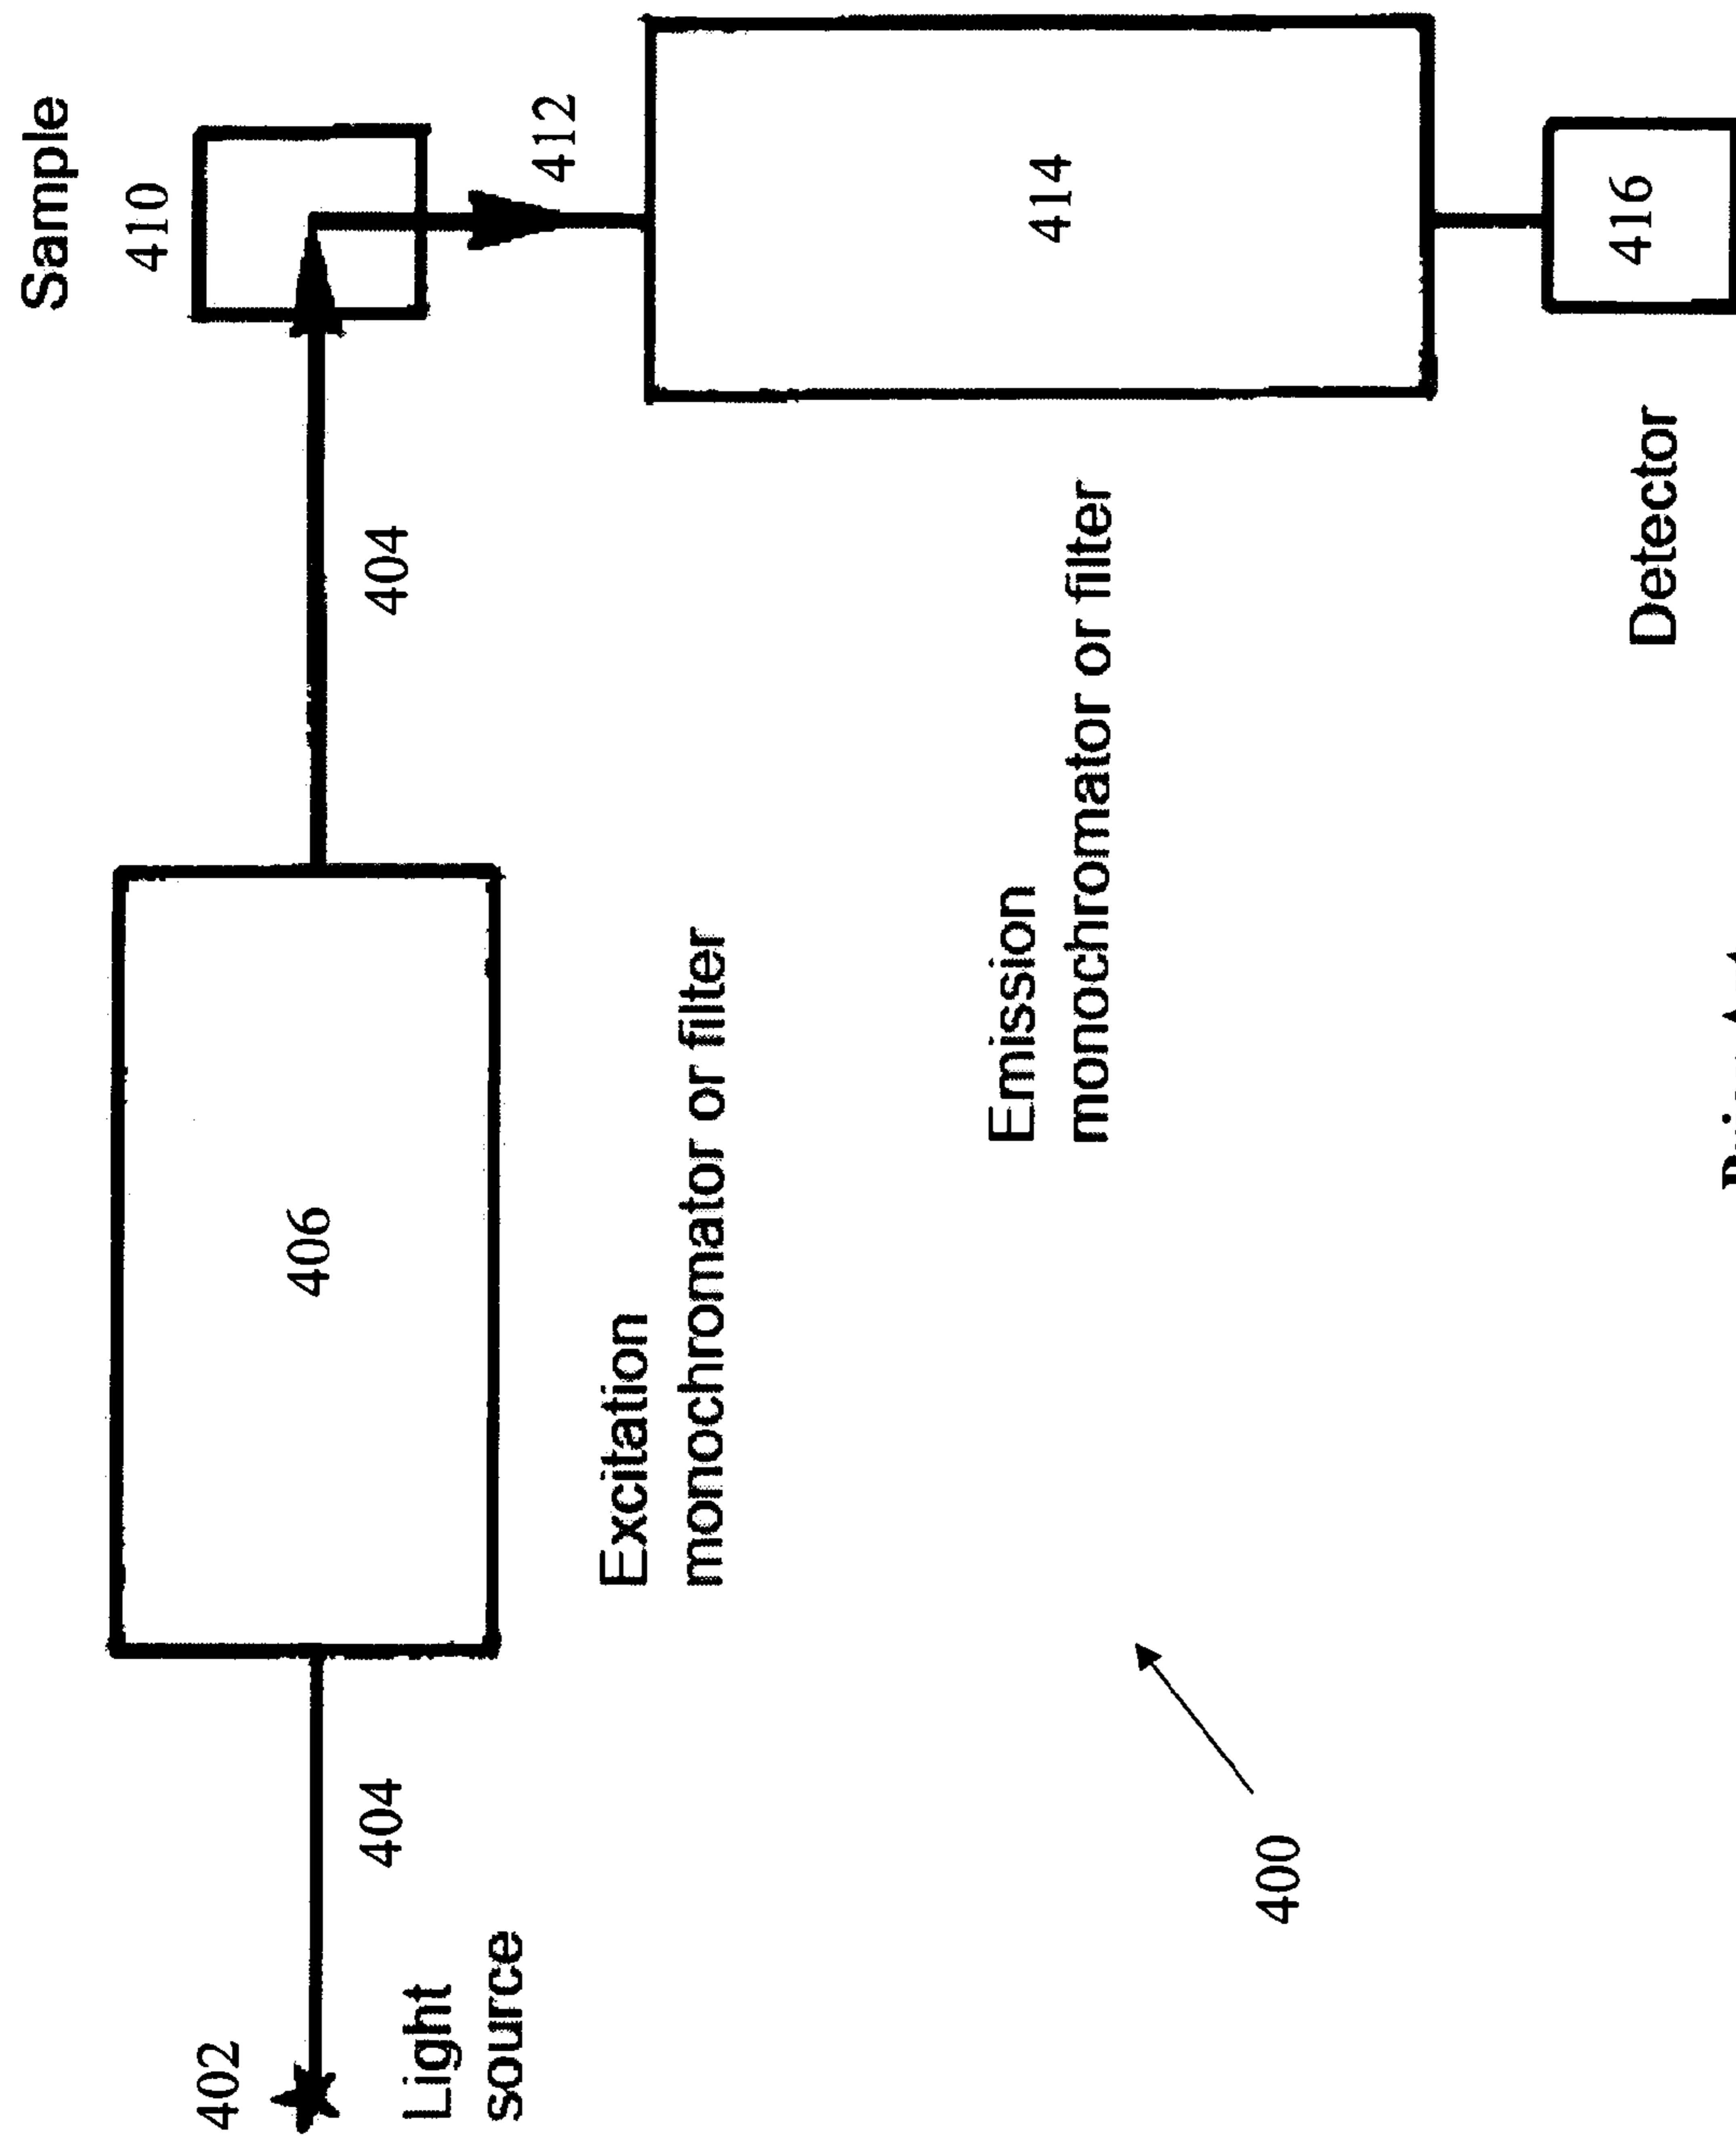 Sample
410
402
406
404
404
412
Light
source
Excitation
monochromator or filter
414
Emission
monochromator or filter
400
416
Detector